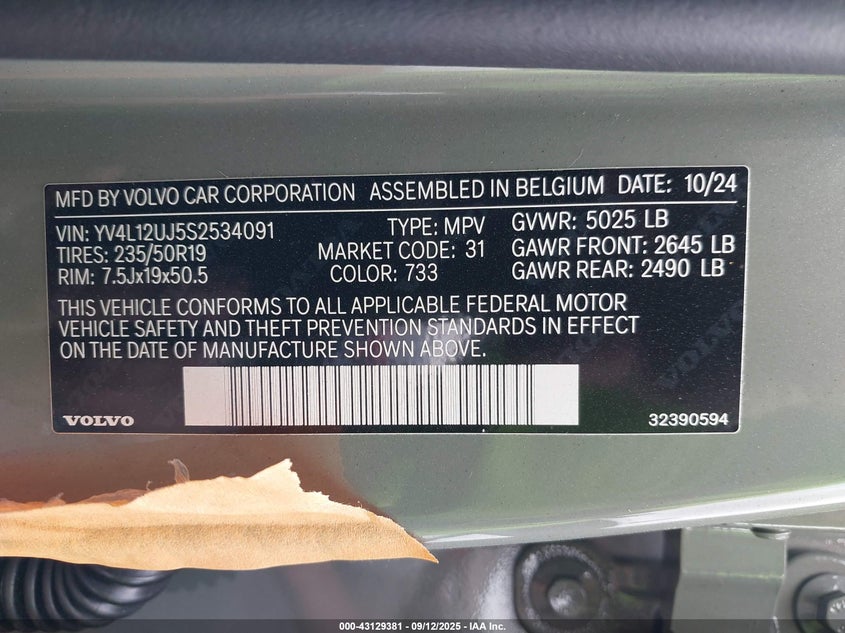 MFD BY VOLVO CAR CORPORATION ASSEMBLED IN BELGIUM DATE: 10/24
VIN: YV4L12UJ5S2534091 TYPE: MPV GVWR: 5025 LB
TIRES: 235/50R19 MARKET CODE: 31 GAWR FRONT: 2645 LB
RIM: 7.5Jx19x50.5 COLOR: 733 GAWR REAR: 2490 LB
THIS VEHICLE CONFORMS TO ALL APPLICABLE FEDERAL MOTOR
VEHICLE SAFETY AND THEFT PREVENTION STANDARDS IN EFFECT
ON THE DATE OF MANUFACTURE SHOWN ABOVE.
VOLVO 32390594
000-43129381 - 09/12/2025 - IAA Inc.